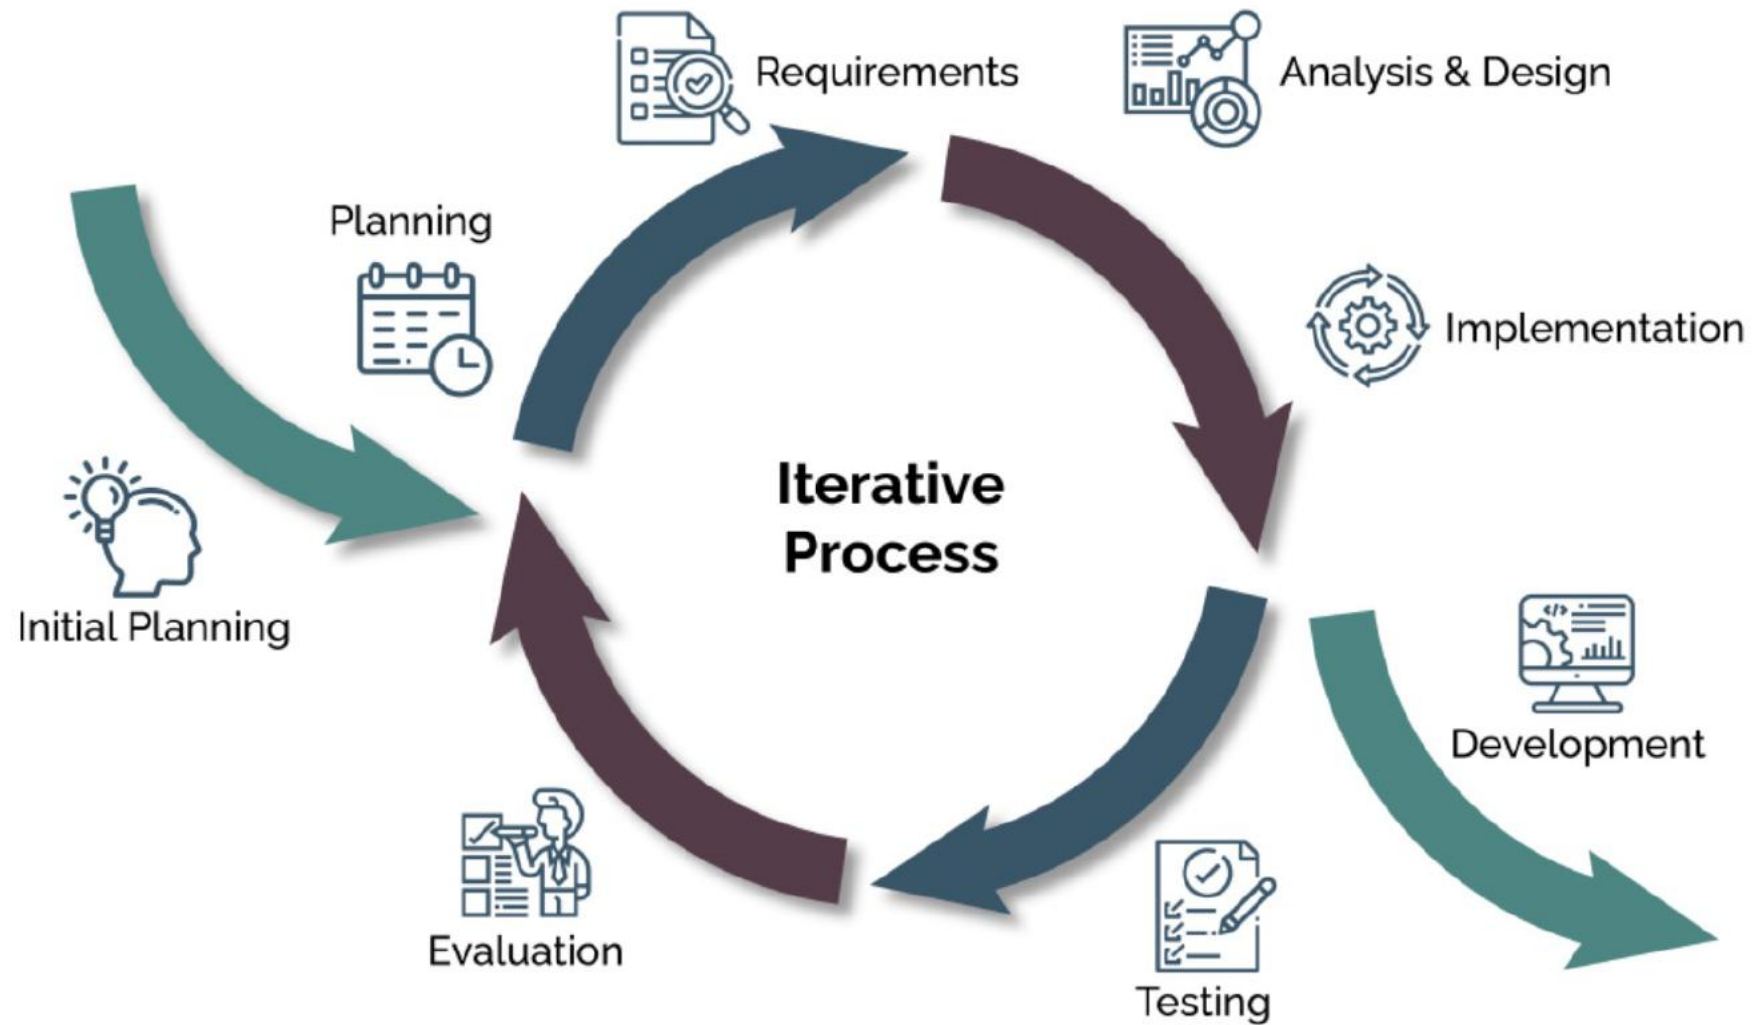 Requirements
Analysis & Design
Planning
Implementation
Iterative
Process
Initial Planning
Development
Evaluation
Testing